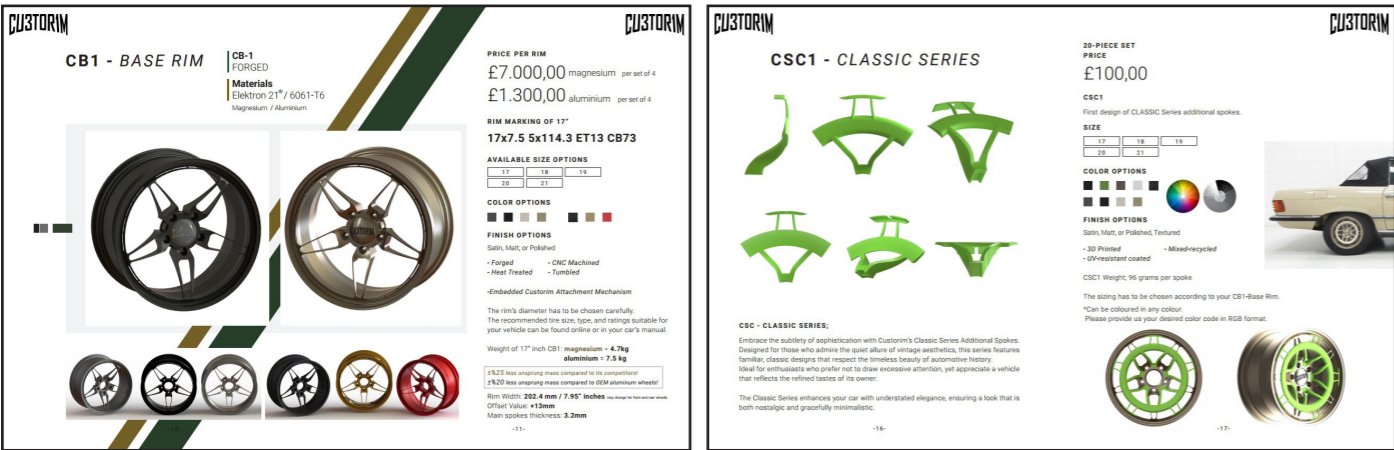 CU3TORIM
CU3TORIM
CB1 - BASE RIM
CB-1
FORGED
Materials
Elektron 21® / 6061-T6
Magnesium / Aluminium
PRICE PER RIM
£7.000,00 magnesium per set of 4
£1.300,00 aluminium per set of 4
RIM MARKING OF 17"
17x7.5 5x114.3 ET13 CB73
AVAILABLE SIZE OPTIONS
17 18 19
20 21
COLOR OPTIONS
FINISH OPTIONS
Satin, Matt, or Polished
- Forged - CNC Machined
- Heat Treated - Tumbled
-Embedded Custorim Attachment Mechanism
The rim's diameter has to be chosen carefully.
The recommended tire size, type, and ratings suitable for
your vehicle can be found online or in your car's manual.
Weight of 17" inch CB1: magnesium ~ 4.7kg
aluminium ≈ 7.5 kg
±%25 less unsprung mass compared to its competitors!
±%20 less unsprung mass compared to OEM aluminum wheels!
Rim Width: 202.4 mm / 7.95" inches may change for front and rear wheels
Offset Value: +13mm
Main spokes thickness: 3.2mm
-11-
CU3TORIM
CU3TORIM
CSC1 - CLASSIC SERIES
CSC - CLASSIC SERIES;
Embrace the subtlety of sophistication with Custorim's Classic Series Additional Spokes.
Designed for those who admire the quiet allure of vintage aesthetics, this series features
familiar, classic designs that respect the timeless beauty of automotive history.
Ideal for enthusiasts who prefer not to draw excessive attention, yet appreciate a vehicle
that reflects the refined tastes of its owner.
The Classic Series enhances your car with understated elegance, ensuring a look that is
both nostalgic and gracefully minimalistic.
-16-
20-PIECE SET
PRICE
£100,00
CSC1
First design of CLASSIC Series additional spokes.
SIZE
17 18 19
20 21
COLOR OPTIONS
FINISH OPTIONS
Satin, Matt, or Polished, Textured
- 3D Printed - Mixed-recycled
- UV-resistant coated
CSC1 Weight; 96 grams per spoke
The sizing has to be chosen according to your CB1-Base Rim.
*Can be coloured in any colour.
Please provide us your desired color code in RGB format.
-17-